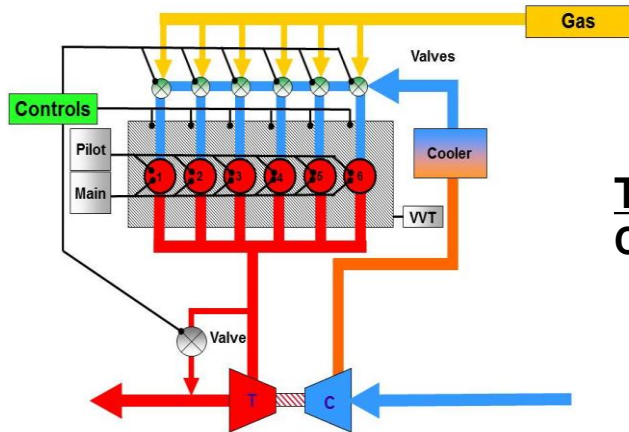 Gas
Valves
Controls
Pilot
Main
1 2 3 4 5 6
Cooler
VVT
Valve
T C